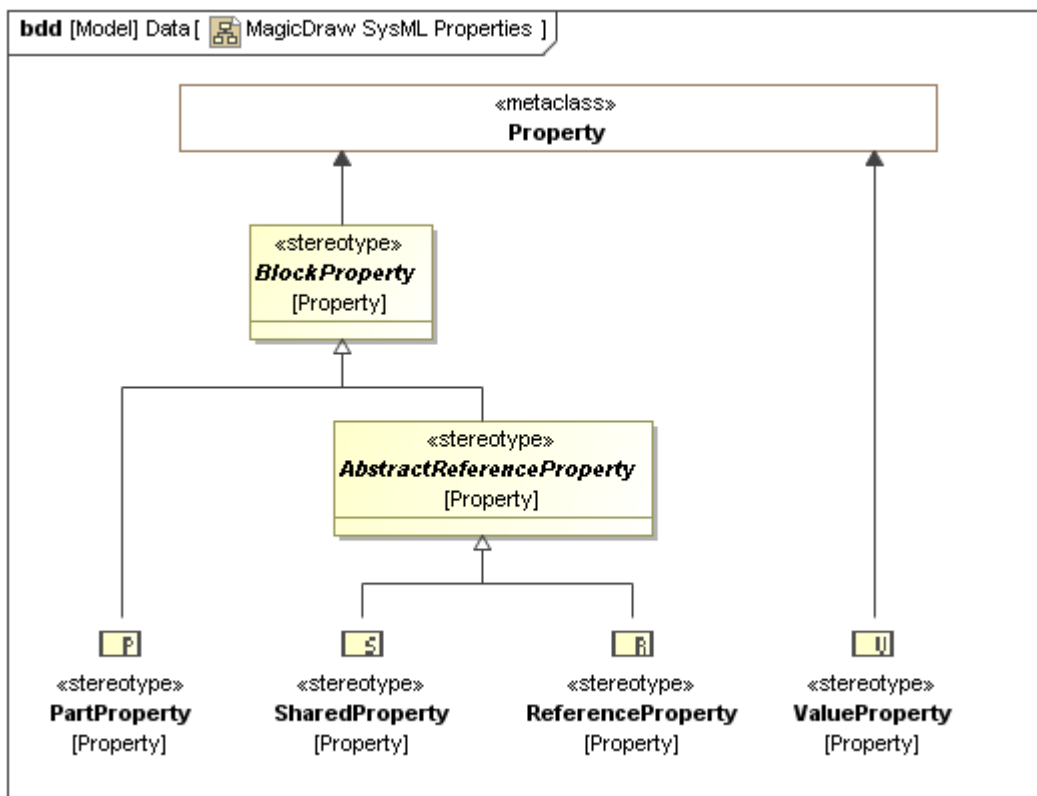 bdd [Model] Data [ MagicDraw SysML Properties ]
«metaclass»
Property
«stereotype»
BlockProperty
[Property]
«stereotype»
AbstractReferenceProperty
[Property]
P
S
R
V
«stereotype»
«stereotype»
«stereotype»
«stereotype»
PartProperty
SharedProperty
ReferenceProperty
ValueProperty
[Property]
[Property]
[Property]
[Property]